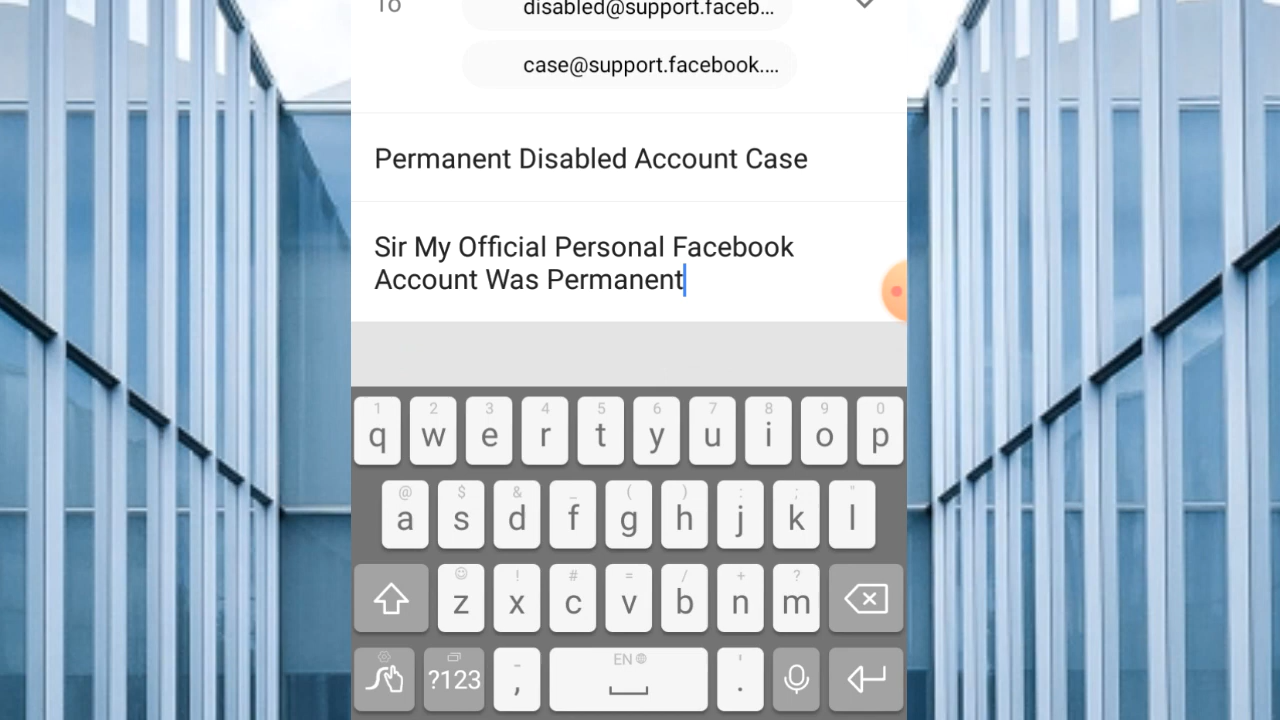 To
disabled@support.faceb...
case@support.facebook....
Permanent Disabled Account Case
Sir My Official Personal Facebook
Account Was Permanent
1 2 3 4 5 6 7 8 9 0
q w e r t y u i o p
@ $ & _ ( ) : ; "
a s d f g h j k l
! # = / + ?
z x c v b n m
- EN '
?123 , .